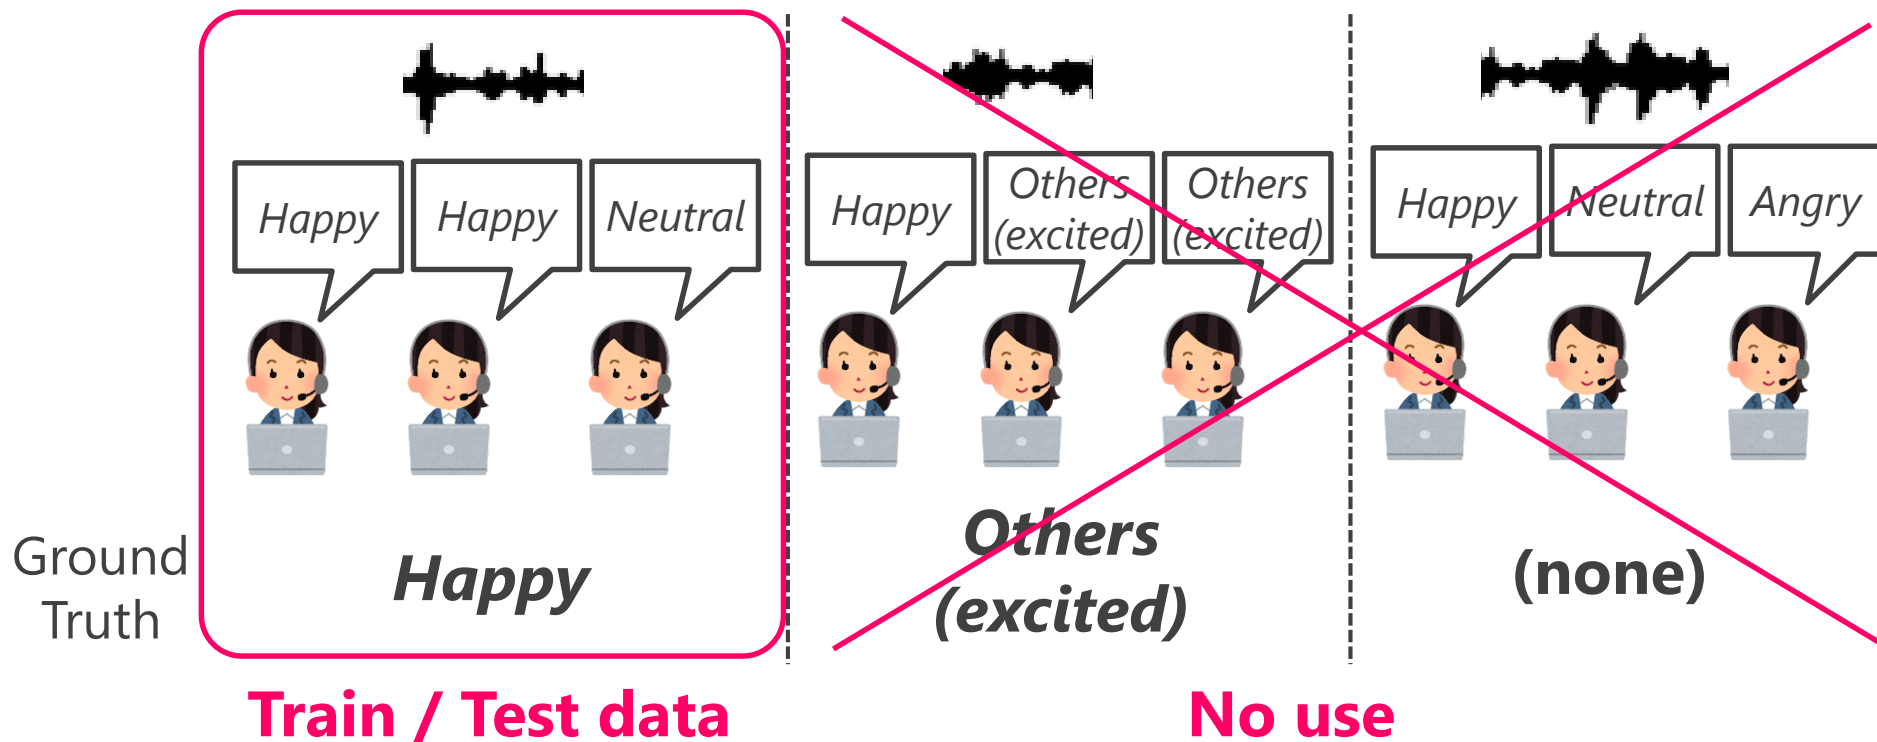 Happy
Happy
Neutral
Happy
Others
(excited)
Others
(excited)
Happy
Neutral
Angry
Ground
Truth
Happy
Others
(excited)
(none)
Train / Test data
No use